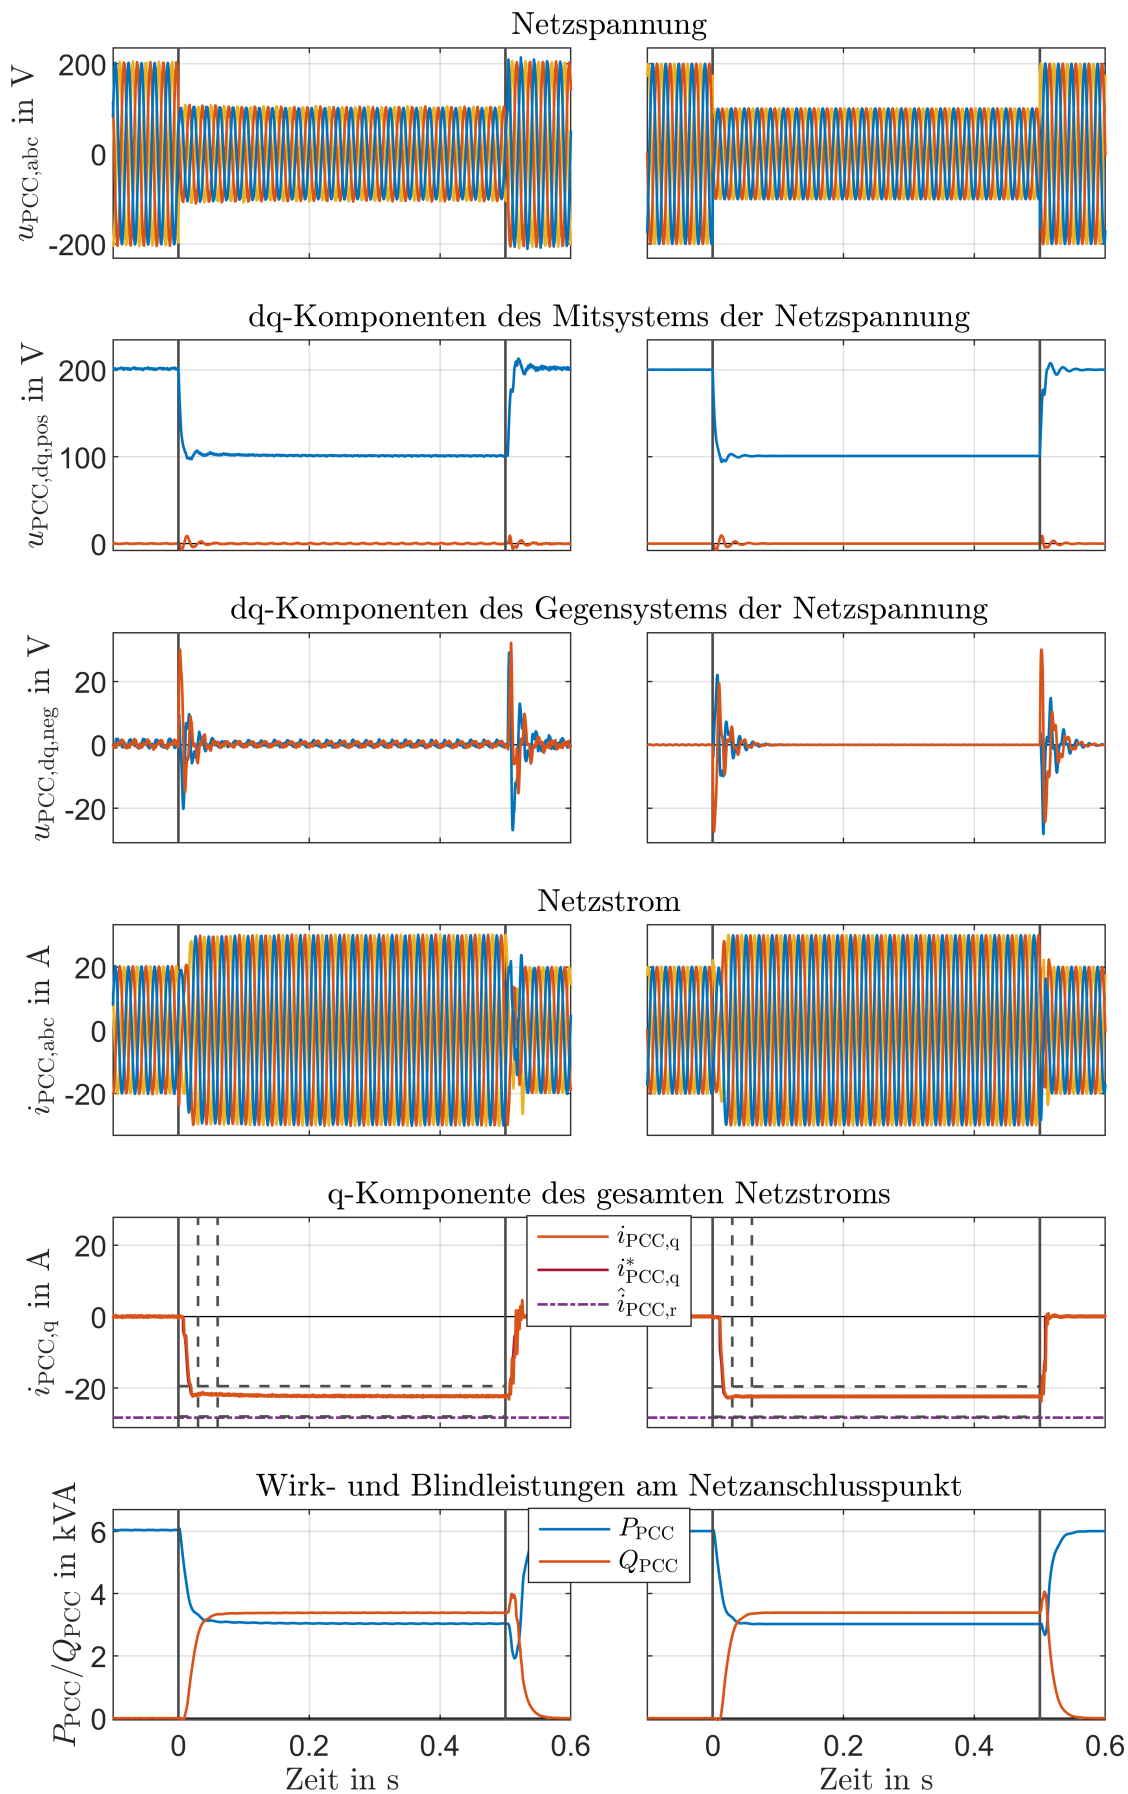 Netzspannung
u_PCC,abc in V
200
0
-200
dq-Komponenten des Mitsystems der Netzspannung
u_PCC,dq,pos in V
200
100
0
dq-Komponenten des Gegensystems der Netzspannung
u_PCC,dq,neg in V
20
0
-20
Netzstrom
i_PCC,abc in A
20
0
-20
q-Komponente des gesamten Netzstroms
i_PCC,q in A
20
0
-20
i_PCC,q
i*_PCC,q
î_PCC,r
Wirk- und Blindleistungen am Netzanschlusspunkt
P_PCC/Q_PCC in kVA
6
4
2
0
P_PCC
Q_PCC
0 0.2 0.4 0.6 0 0.2 0.4 0.6
Zeit in s Zeit in s